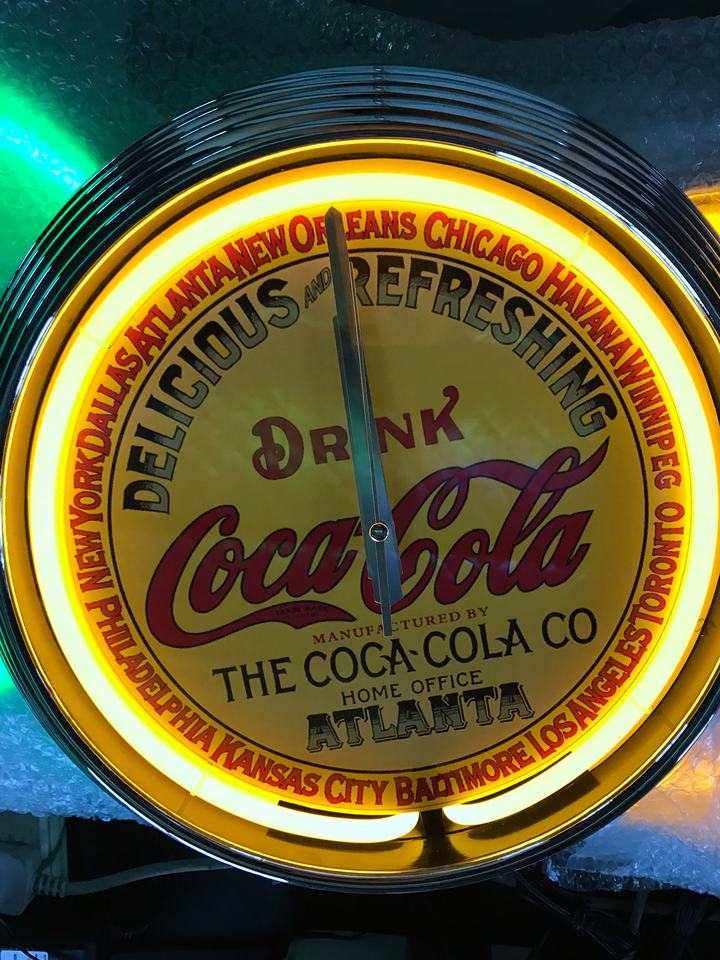 NEW ORLEANS CHICAGO HAVANA WINNIPEG TORONTO LOS ANGELES BALTIMORE KANSAS CITY PHILADELPHIA NEW YORK DALLAS ATLANTA
DELICIOUS AND REFRESHING
DRINK
Coca-Cola
TRADE MARK
MANUFACTURED BY
THE COCA-COLA CO
HOME OFFICE
ATLANTA